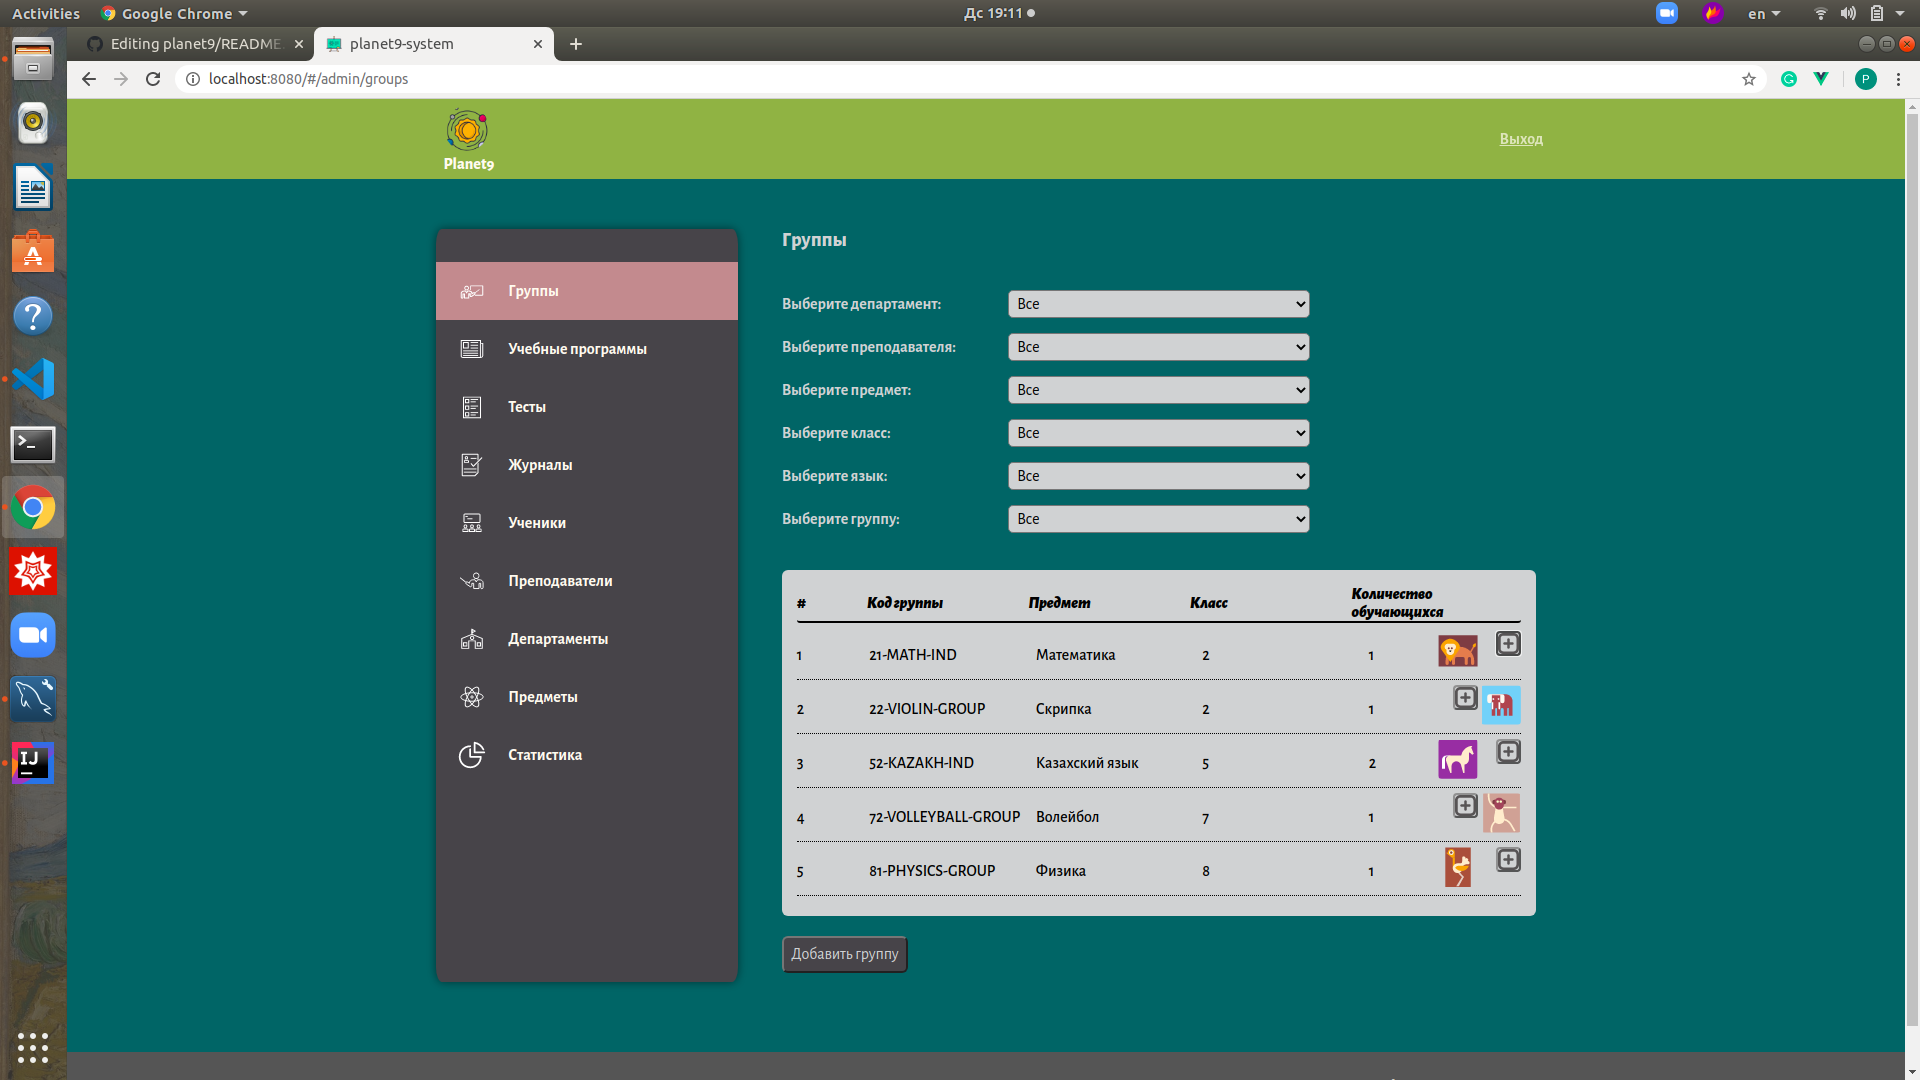 Activities
Google Chrome
Дс 19:11
en
Editing planet9/README
planet9-system
localhost:8080/#/admin/groups
P
Planet9
Выход
Группы
Учебные программы
Тесты
Журналы
Ученики
Преподаватели
Департаменты
Предметы
Статистика
Группы
Выберите департамент: Все
Выберите преподавателя: Все
Выберите предмет: Все
Выберите класс: Все
Выберите язык: Все
Выберите группу: Все
# Код группы Предмет Класс Количество обучающихся
1 21-MATH-IND Математика 2 1
2 22-VIOLIN-GROUP Скрипка 2 1
3 52-KAZAKH-IND Казахский язык 5 2
4 72-VOLLEYBALL-GROUP Волейбол 7 1
5 81-PHYSICS-GROUP Физика 8 1
Добавить группу
IJ